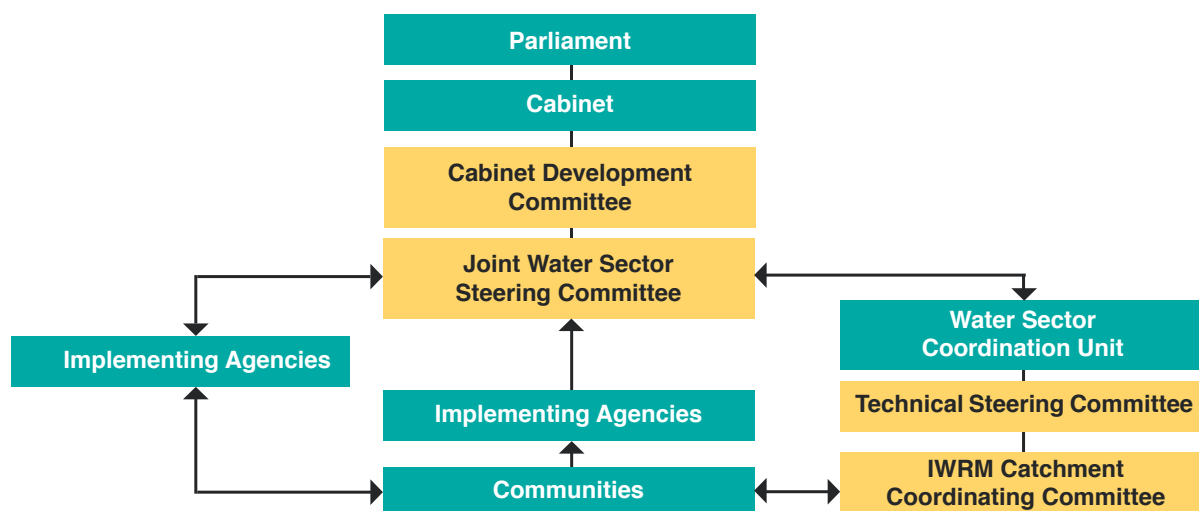 Parliament
Cabinet
Cabinet Development
Committee
Joint Water Sector
Steering Committee
Implementing Agencies
Water Sector
Coordination Unit
Implementing Agencies
Technical Steering Committee
Communities
IWRM Catchment
Coordinating Committee